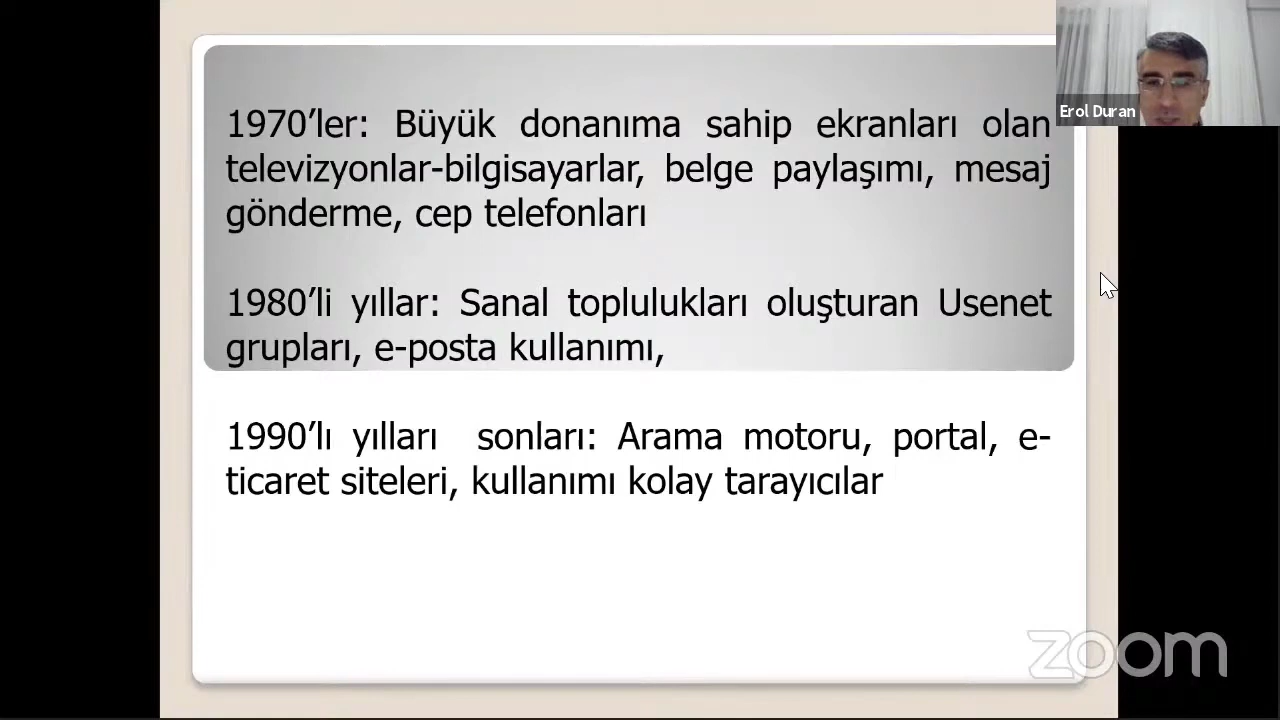 1970’ler: Büyük donanıma sahip ekranları olan
televizyonlar-bilgisayarlar, belge paylaşımı, mesaj
gönderme, cep telefonları
1980’li yıllar: Sanal toplulukları oluşturan Usenet
grupları, e-posta kullanımı,
1990’lı yılları sonları: Arama motoru, portal, e-
ticaret siteleri, kullanımı kolay tarayıcılar
Erol Duran
zoom